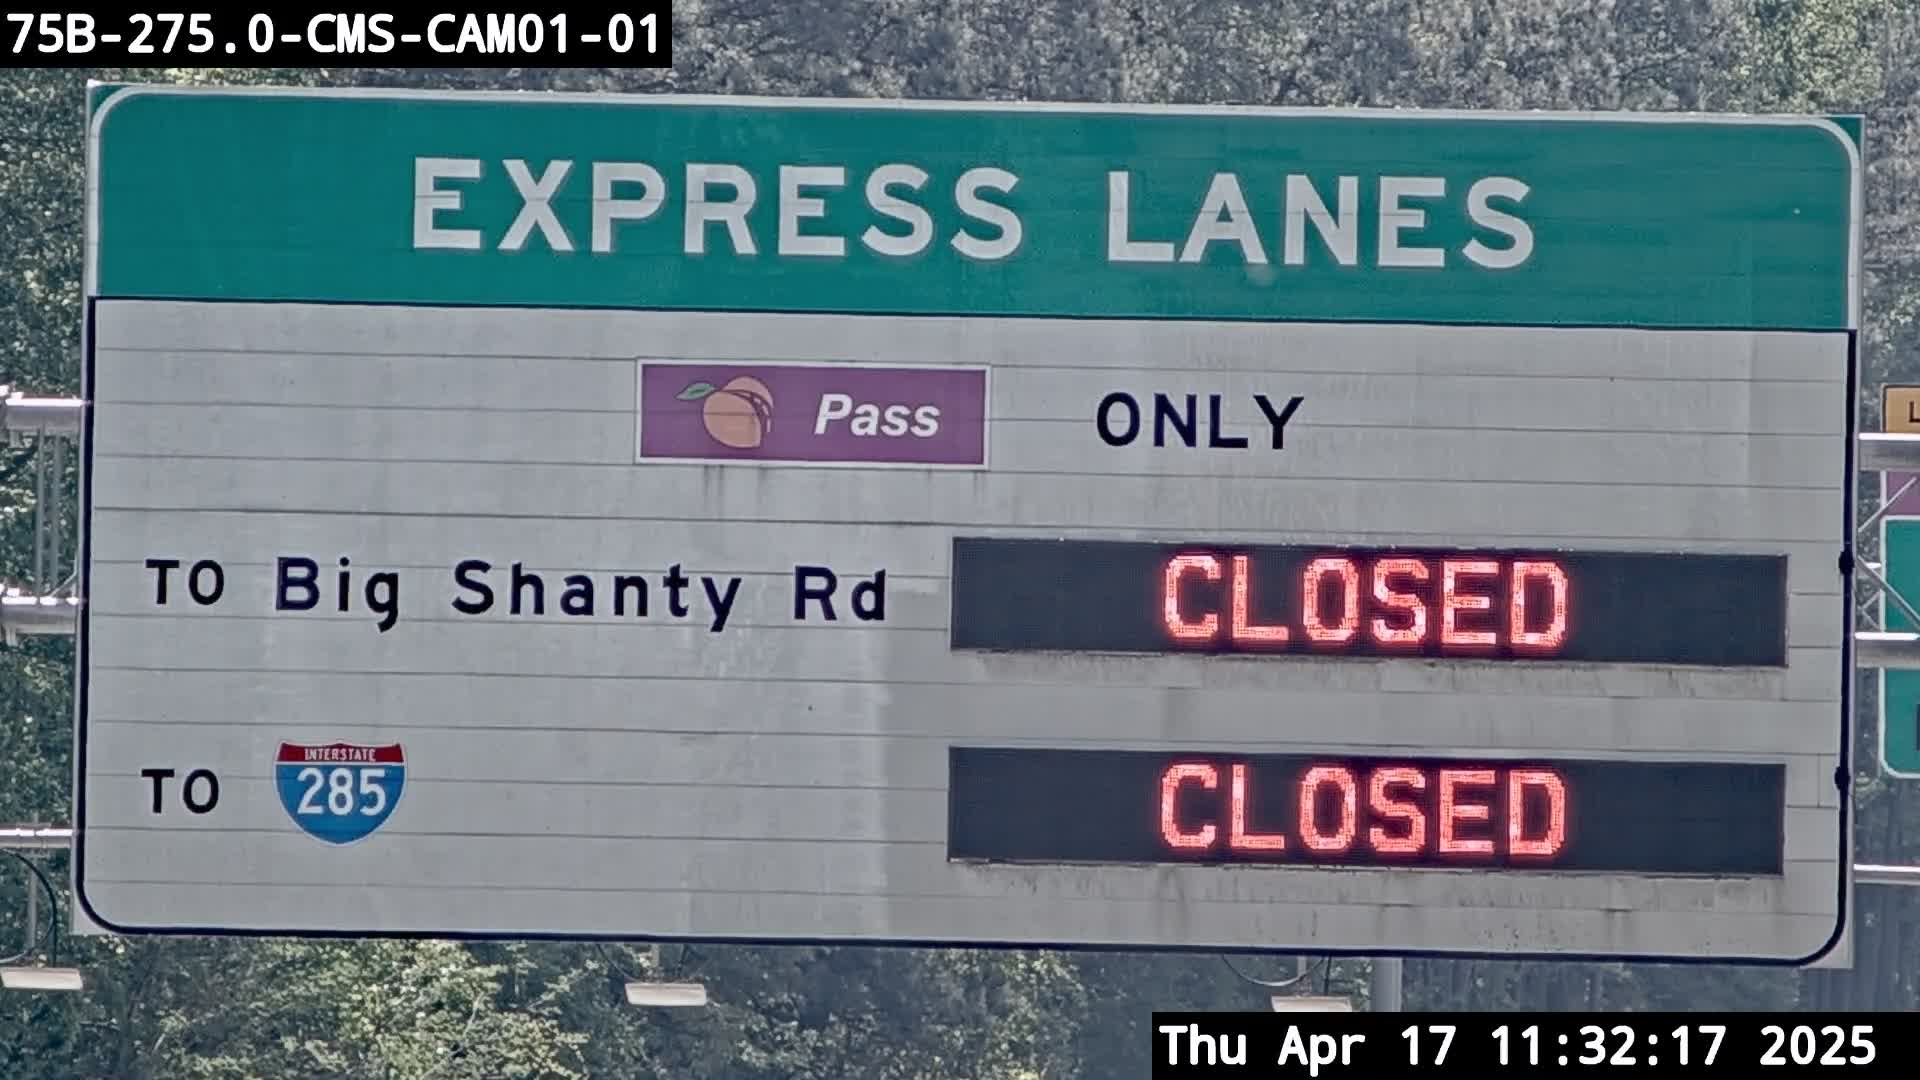 75B-275.0-CMS-CAM01-01
EXPRESS LANES
Pass ONLY
TO Big Shanty Rd CLOSED
TO INTERSTATE 285 CLOSED
Thu Apr 17 11:32:17 2025